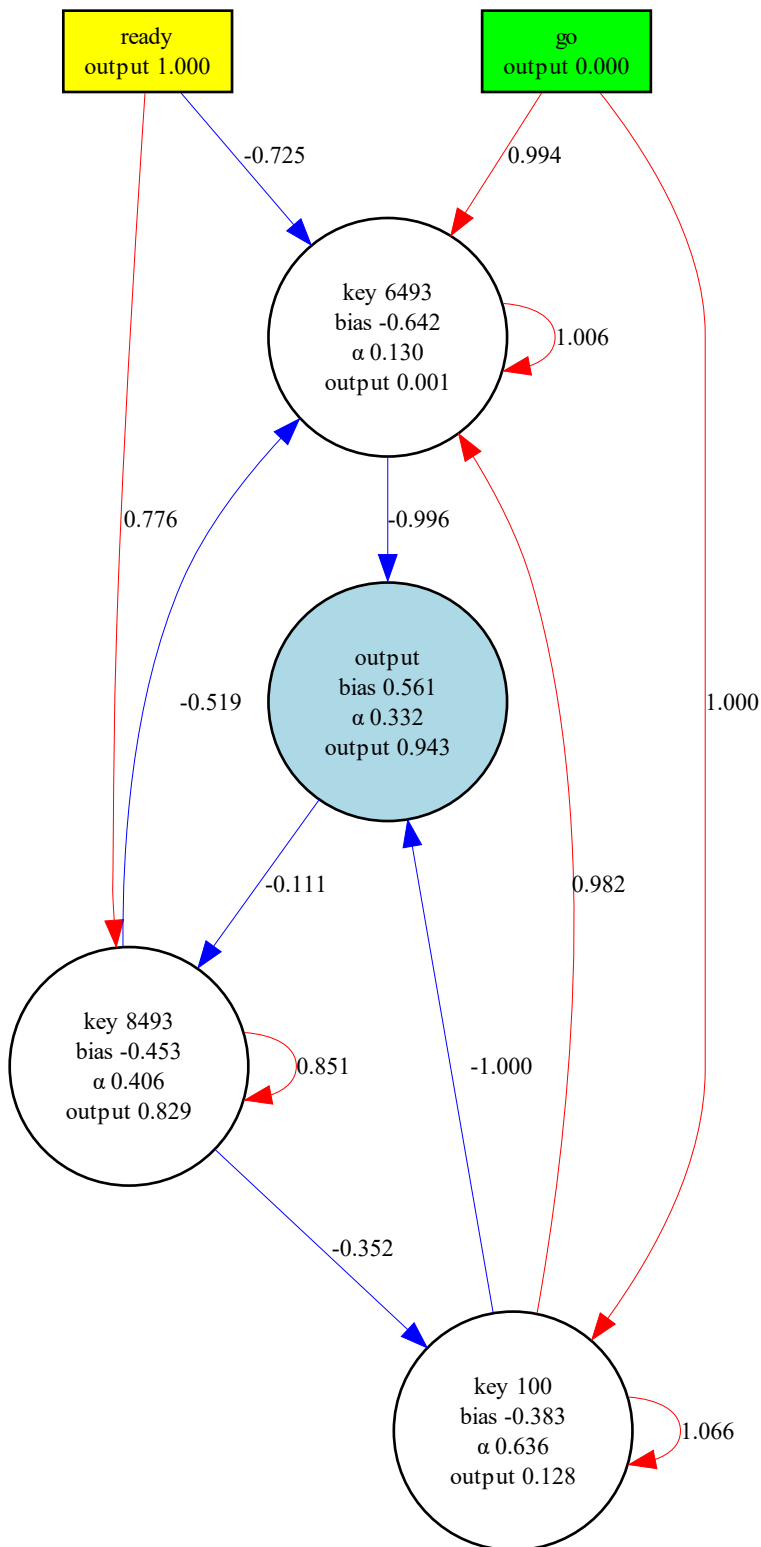 ready
output 1.000
go
output 0.000
-0.725
0.994
key 6493
bias -0.642
α 0.130
output 0.001
1.006
0.776
-0.996
output
bias 0.561
α 0.332
output 0.943
-0.519
1.000
-0.111
0.982
key 8493
bias -0.453
α 0.406
output 0.829
0.851
-1.000
-0.352
key 100
bias -0.383
α 0.636
output 0.128
1.066